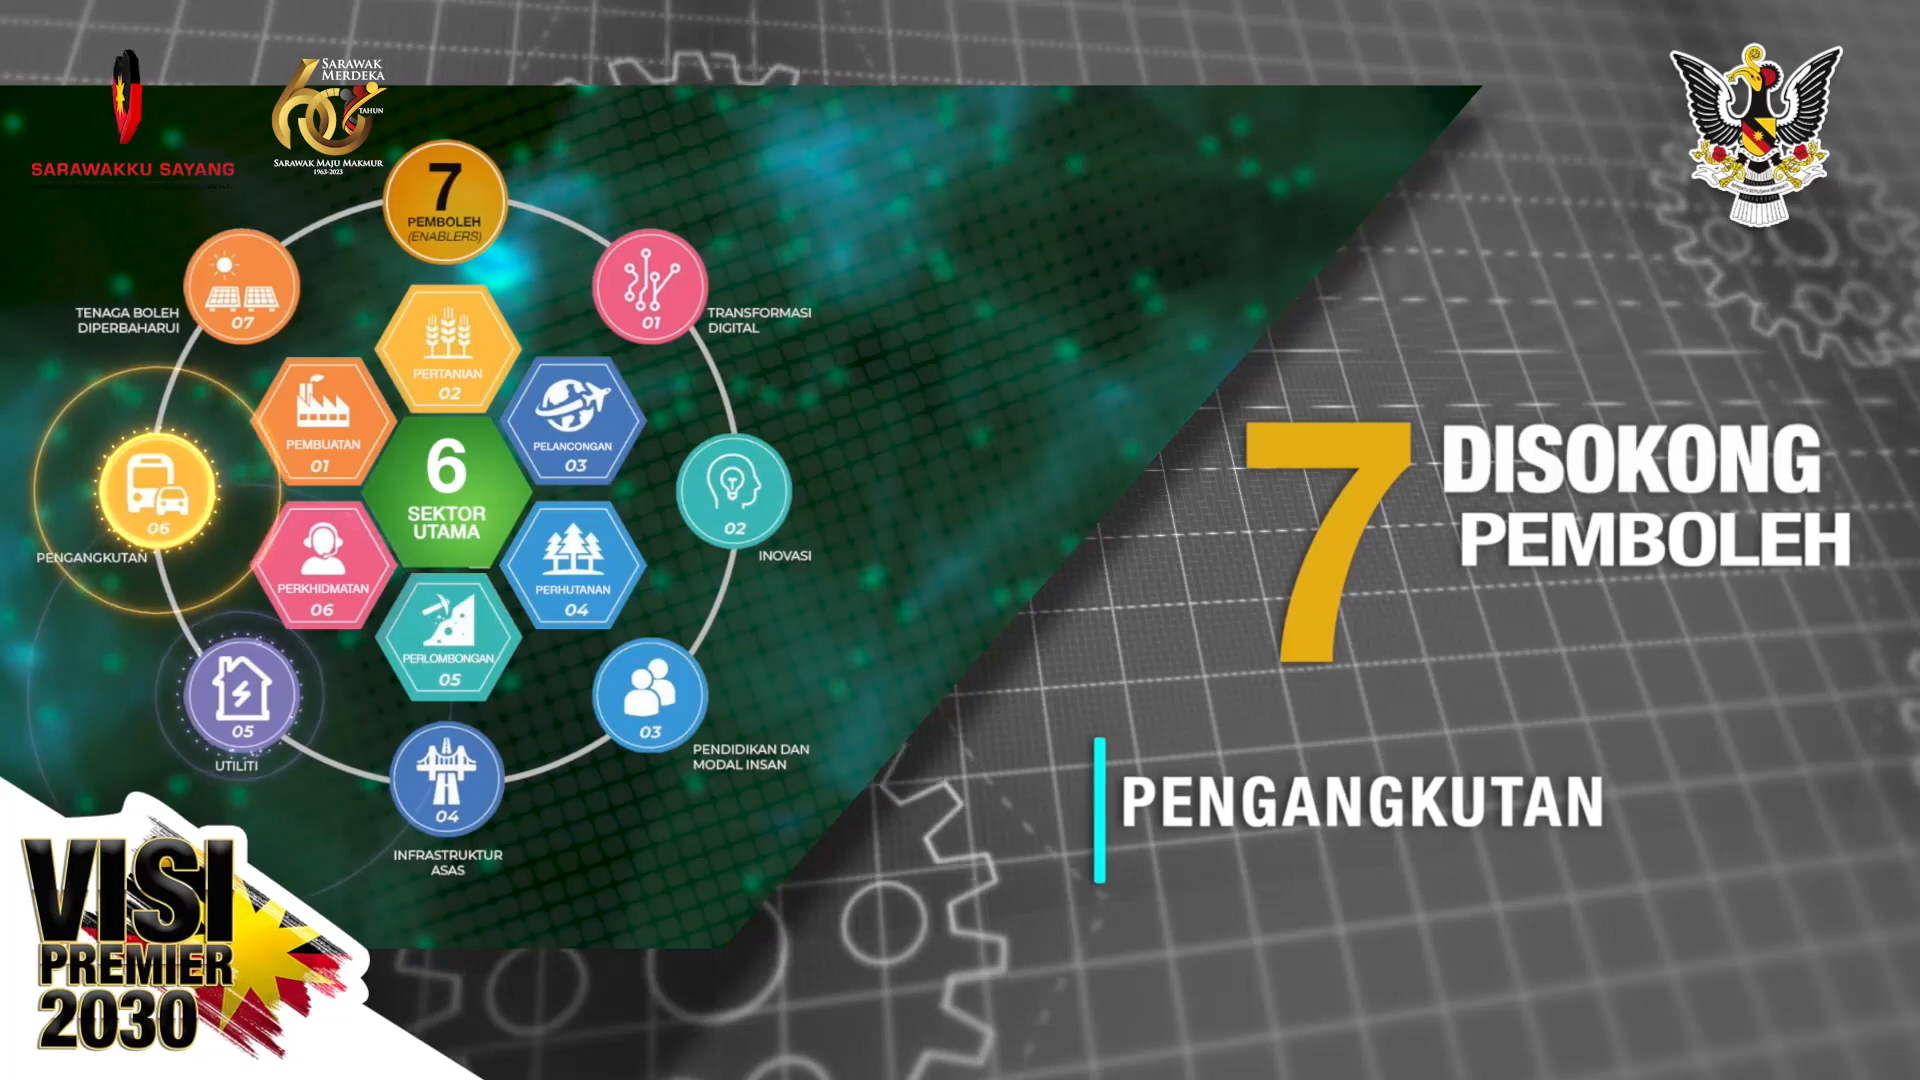 SARAWAKKU SAYANG
SARAWAK
MERDEKA
60
TAHUN
SARAWAK MAJU MAKMUR
1963-2023
7
PEMBOLEH
(ENABLERS)
01
TRANSFORMASI
DIGITAL
02
INOVASI
03
PENDIDIKAN DAN
MODAL INSAN
04
INFRASTRUKTUR
ASAS
05
UTILITI
06
PENGANGKUTAN
07
TENAGA BOLEH
DIPERBAHARUI
6
SEKTOR
UTAMA
PEMBUATAN
01
PERTANIAN
02
PELANCONGAN
03
PERHUTANAN
04
PERLOMBONGAN
05
PERKHIDMATAN
06
7 DISOKONG
PEMBOLEH
PENGANGKUTAN
VISI
PREMIER
2030